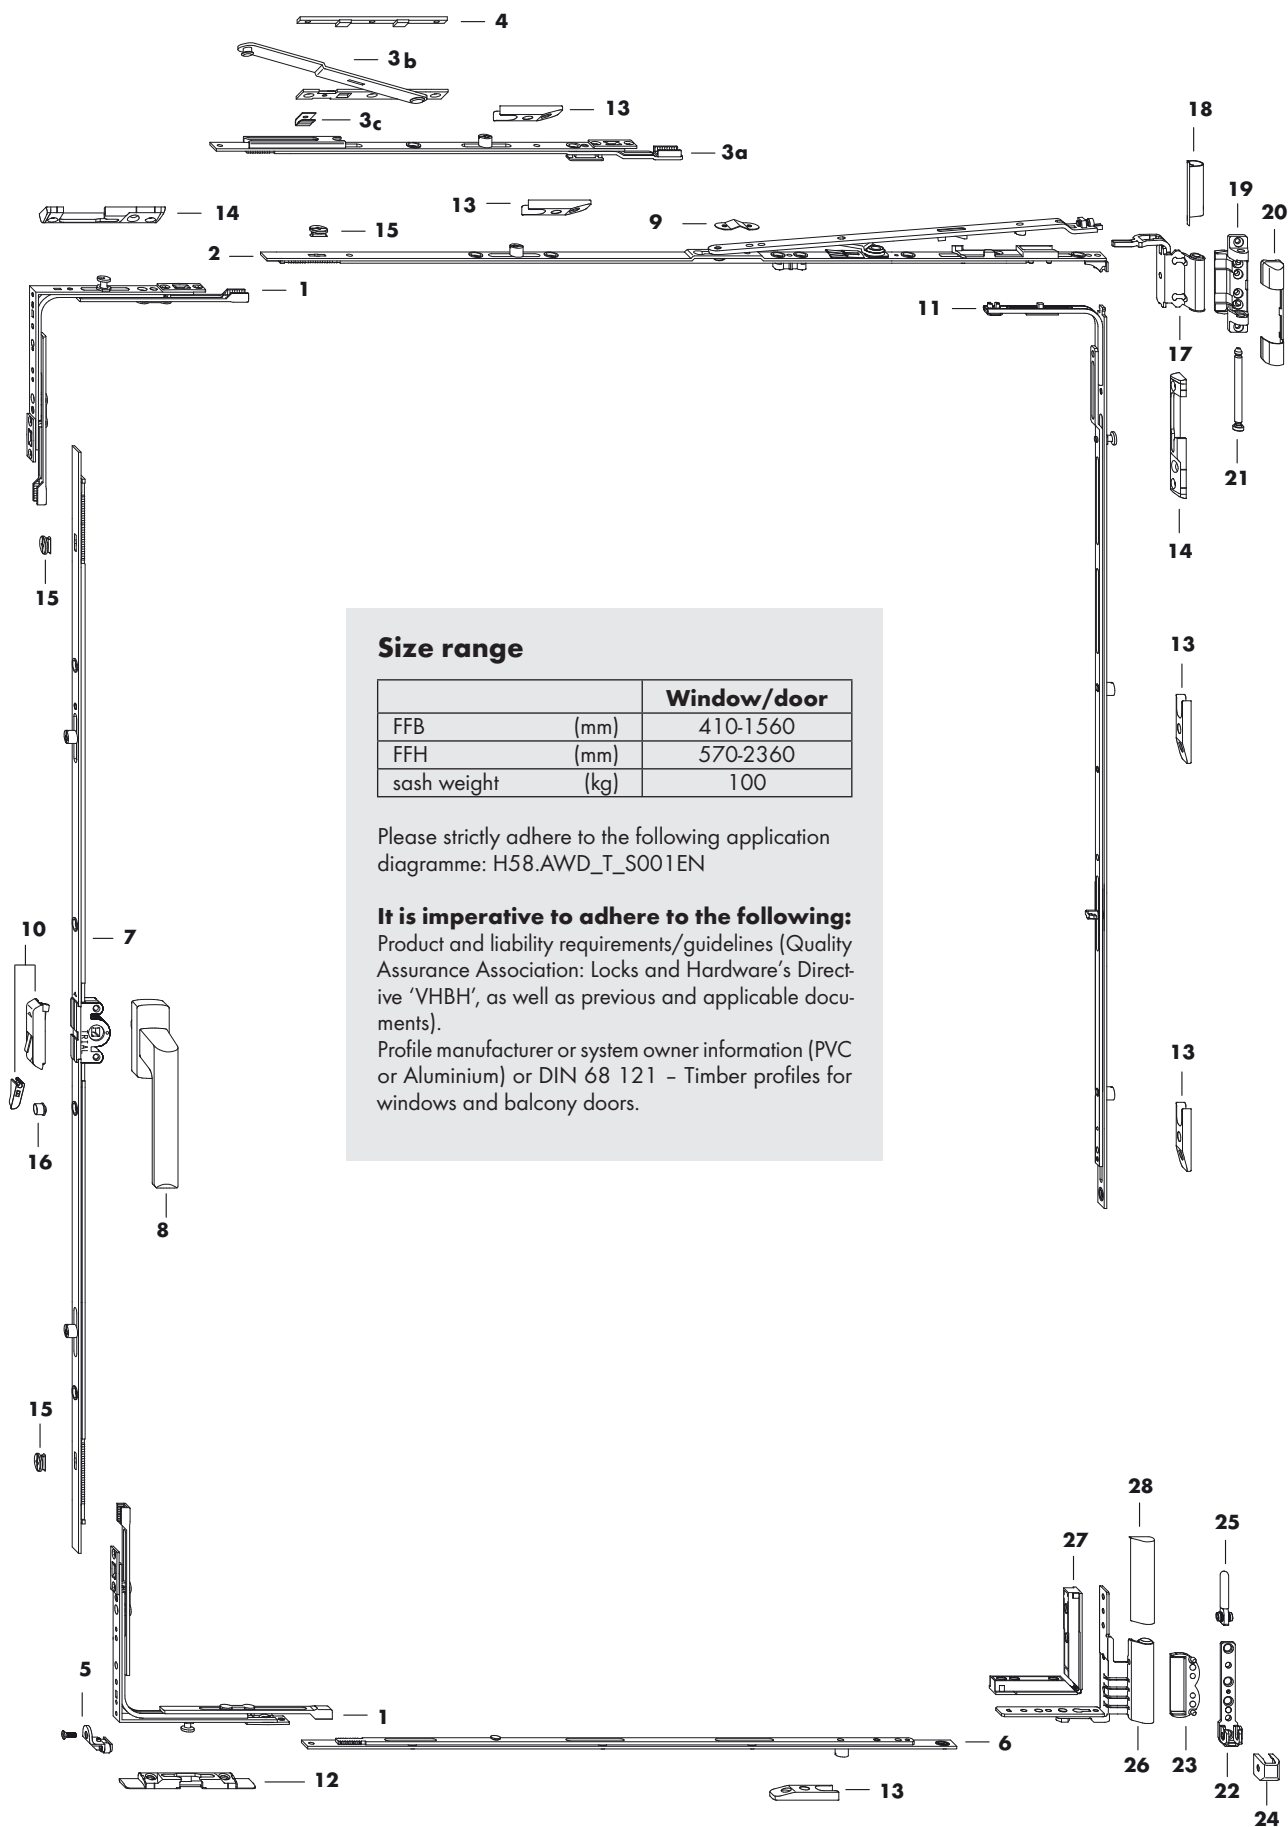 4
3b
13
3c
3a
18
19
20
14
13
9
15
2
1
11
17
21
14
15
13
Size range
Window/door
FFB (mm) 410-1560
FFH (mm) 570-2360
sash weight (kg) 100
Please strictly adhere to the following application
diagramme: H58.AWD_T_S001EN
It is imperative to adhere to the following:
Product and liability requirements/guidelines (Quality
Assurance Association: Locks and Hardware's Direct-
ive 'VHBH', as well as previous and applicable docu-
ments).
Profile manufacturer or system owner information (PVC
or Aluminium) or DIN 68 121 – Timber profiles for
windows and balcony doors.
10
7
13
16
8
15
28
25
27
5
1
6
26
23
22
12
13
24